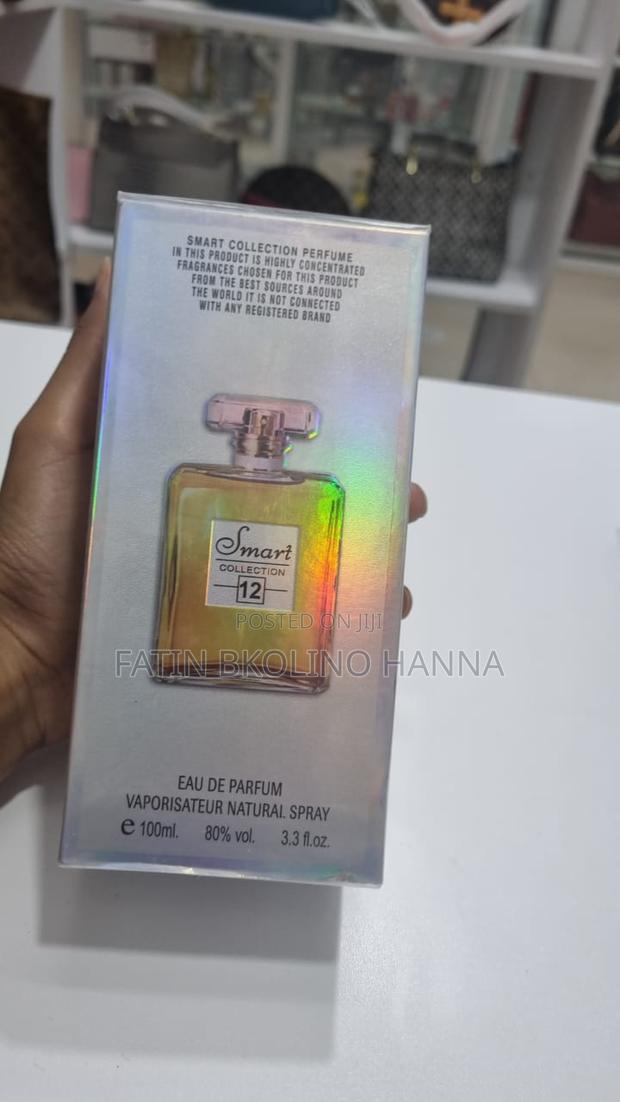 SMART COLLECTION PERFUME
IN THIS PRODUCT IS HIGHLY CONCENTRATED
FRAGRANCES CHOSEN FOR THIS PRODUCT
FROM THE BEST SOURCES AROUND
THE WORLD IT IS NOT CONNECTED
WITH ANY REGISTERED BRAND
Smart
COLLECTION
12
POSTED ON JIJI
FATIN BKOLINO HANNA
EAU DE PARFUM
VAPORISATEUR NATURAL SPRAY
e 100ml. 80% vol. 3.3 fl.oz.